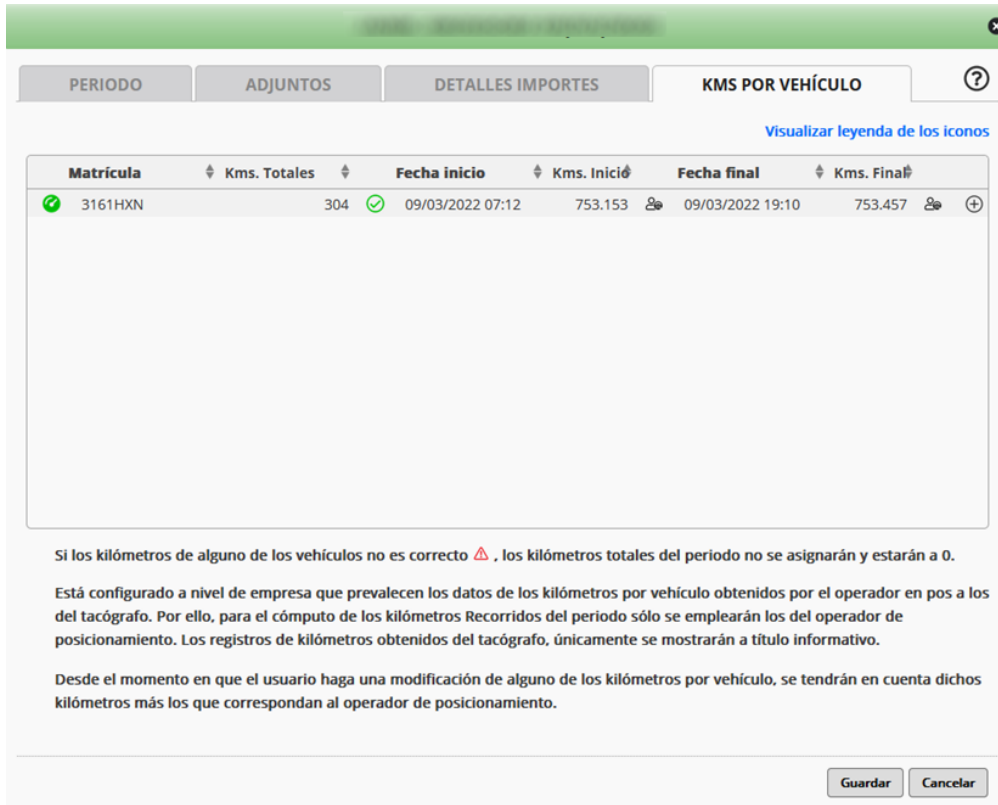 PERIODO ADJUNTOS DETALLES IMPORTES KMS POR VEHÍCULO
Visualizar leyenda de los iconos
Matrícula Kms. Totales Fecha inicio Kms. Inicio Fecha final Kms. Final
3161HXN 304 09/03/2022 07:12 753.153 09/03/2022 19:10 753.457
Si los kilómetros de alguno de los vehículos no es correcto , los kilómetros totales del periodo no se asignarán y estarán a 0.
Está configurado a nivel de empresa que prevalecen los datos de los kilómetros por vehículo obtenidos por el operador en pos a los
del tacógrafo. Por ello, para el cómputo de los kilómetros Recorridos del periodo sólo se emplearán los del operador de
posicionamiento. Los registros de kilómetros obtenidos del tacógrafo, únicamente se mostrarán a título informativo.
Desde el momento en que el usuario haga una modificación de alguno de los kilómetros por vehículo, se tendrán en cuenta dichos
kilómetros más los que correspondan al operador de posicionamiento.
Guardar Cancelar